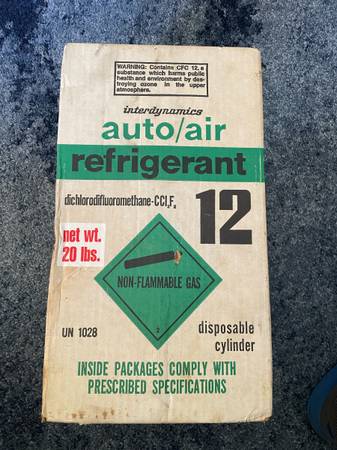 WARNING: Contains CFC 12, a
substance which harms public
health and environment by des-
troying ozone in the upper
atmosphere.
interdynamics
auto/air
refrigerant
dichlorodifluoromethane-CCl₂F₂
12
net wt.
20 lbs.
NON-FLAMMABLE GAS
2
UN 1028
disposable
cylinder
INSIDE PACKAGES COMPLY WITH
PRESCRIBED SPECIFICATIONS